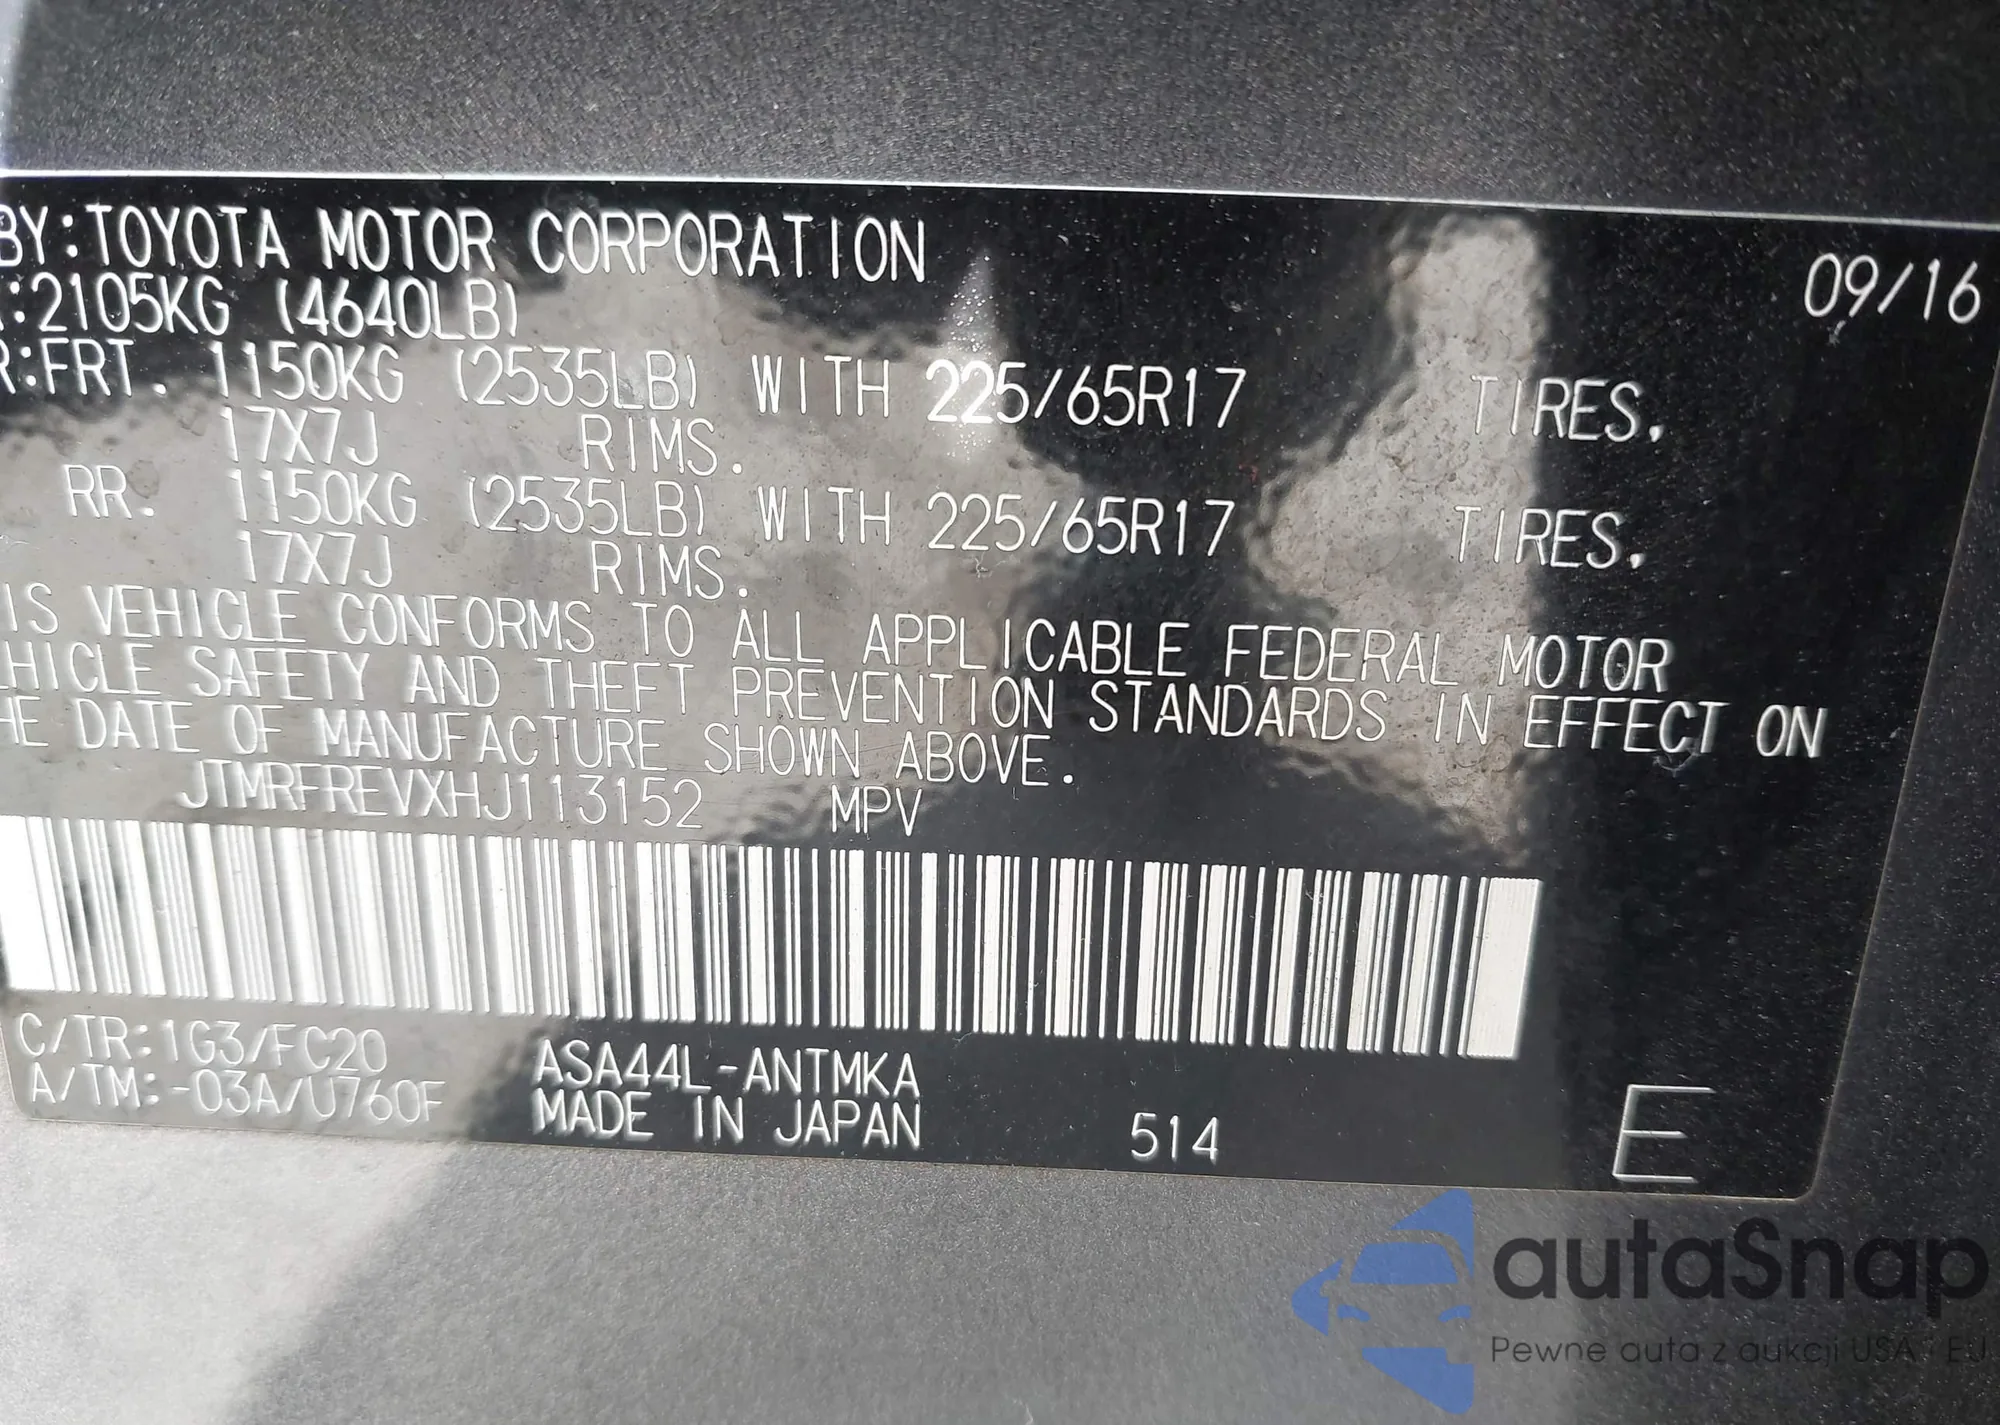 BY:TOYOTA MOTOR CORPORATION 09/16
:2105KG (4640LB)
R:FRT. 1150KG (2535LB) WITH 225/65R17 TIRES,
17X7J RIMS.
RR. 1150KG (2535LB) WITH 225/65R17 TIRES,
17X7J RIMS.
IS VEHICLE CONFORMS TO ALL APPLICABLE FEDERAL MOTOR
HICLE SAFETY AND THEFT PREVENTION STANDARDS IN EFFECT ON
HE DATE OF MANUFACTURE SHOWN ABOVE.
JTMRFREVXHJ113152 MPV
C/TR:1G3/FC20 ASA44L-ANTMKA
A/TM:-03A/U760F MADE IN JAPAN 514 E
autaSnap
Pewne auta z aukcji USA - EU